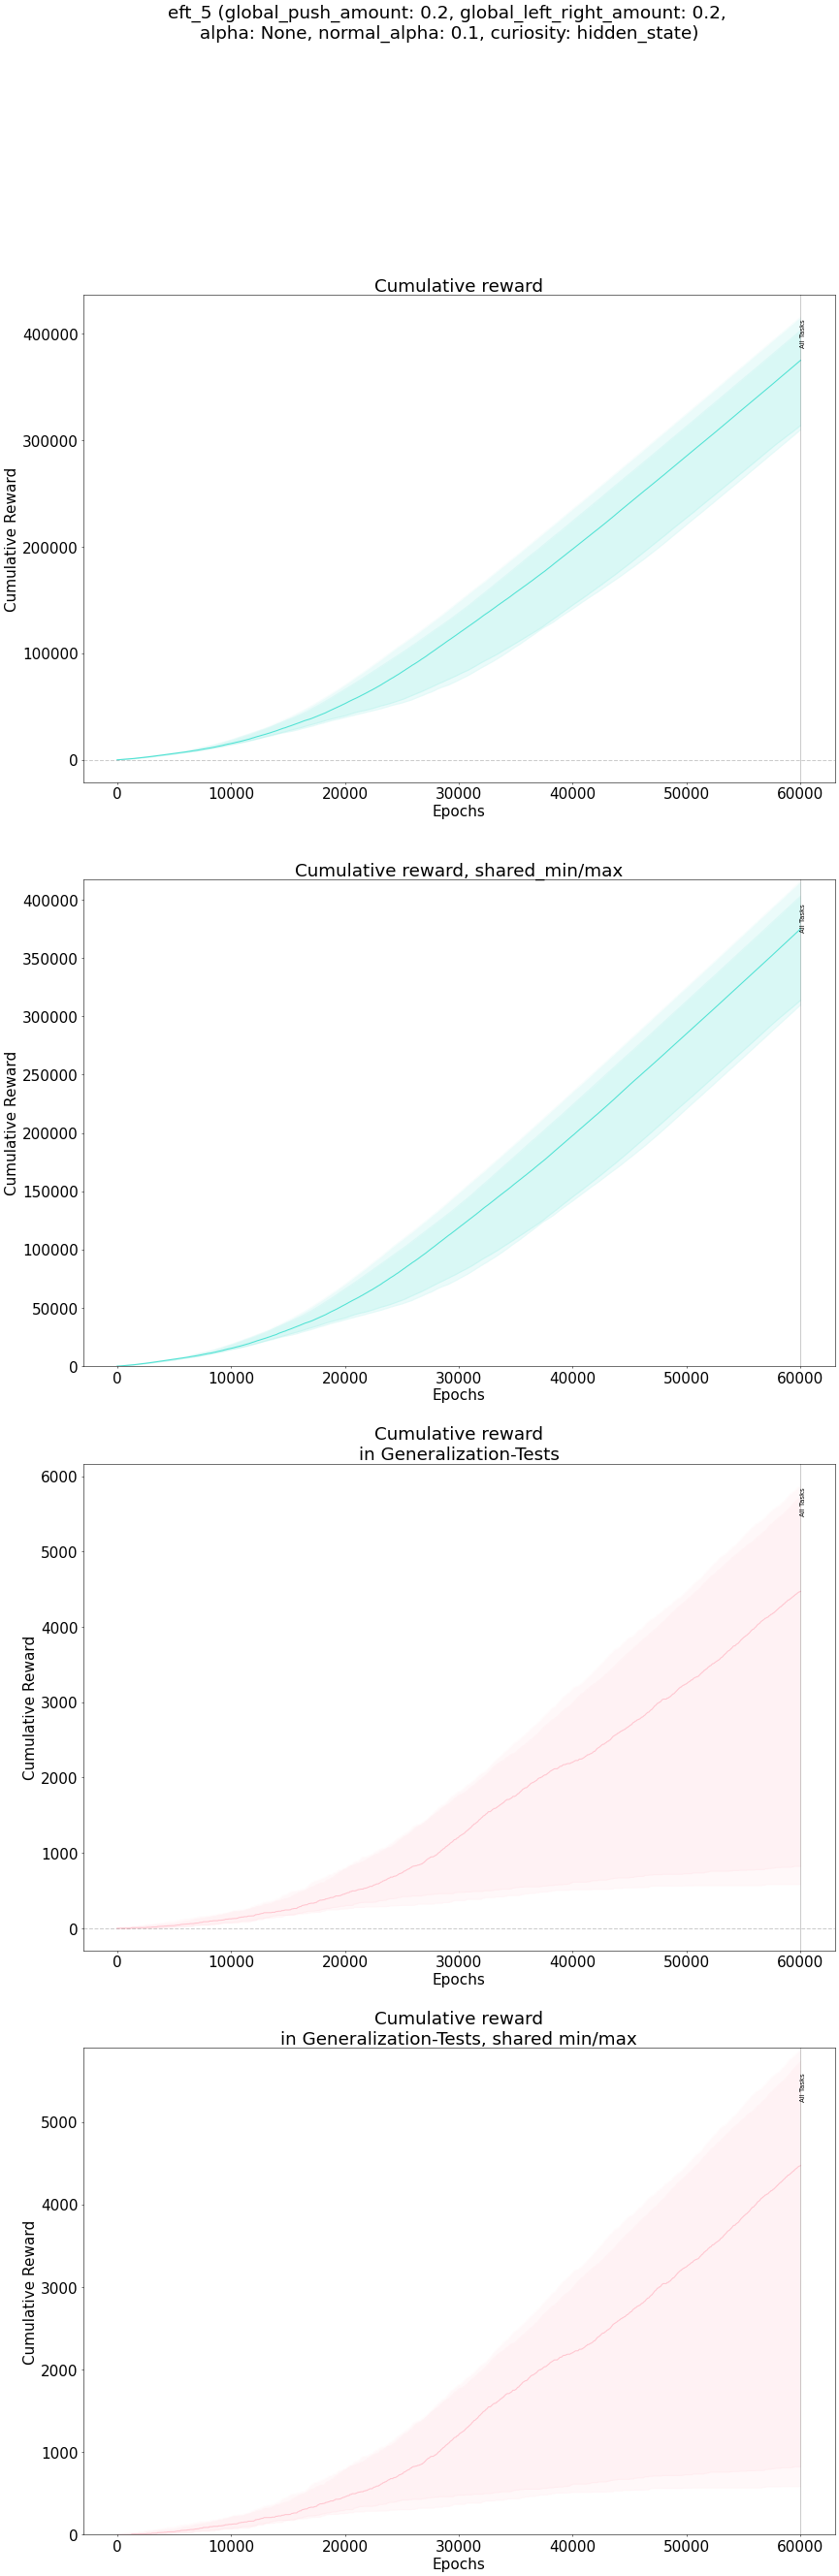 eft_5 (global_push_amount: 0.2, global_left_right_amount: 0.2,
alpha: None, normal_alpha: 0.1, curiosity: hidden_state)
Cumulative reward
400000
300000
200000
100000
0
Cumulative Reward
All Tasks
0 10000 20000 30000 40000 50000 60000
Epochs
Cumulative reward, shared_min/max
400000
350000
300000
250000
200000
150000
100000
50000
0
Cumulative Reward
All Tasks
0 10000 20000 30000 40000 50000 60000
Epochs
Cumulative reward
in Generalization-Tests
6000
5000
4000
3000
2000
1000
0
Cumulative Reward
All Tasks
0 10000 20000 30000 40000 50000 60000
Epochs
Cumulative reward
in Generalization-Tests, shared min/max
5000
4000
3000
2000
1000
0
Cumulative Reward
All Tasks
0 10000 20000 30000 40000 50000 60000
Epochs